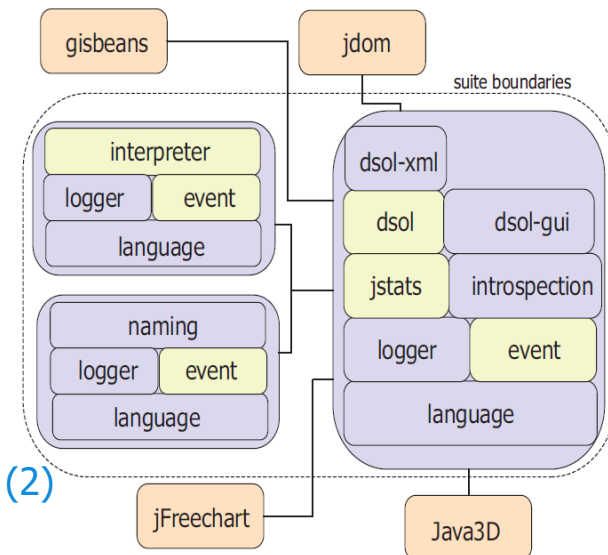 gisbeans
jdom
suite boundaries
interpreter
logger event
language
naming
logger event
language
dsol-xml
dsol dsol-gui
jstats introspection
logger event
language
(2)
jFreechart
Java3D